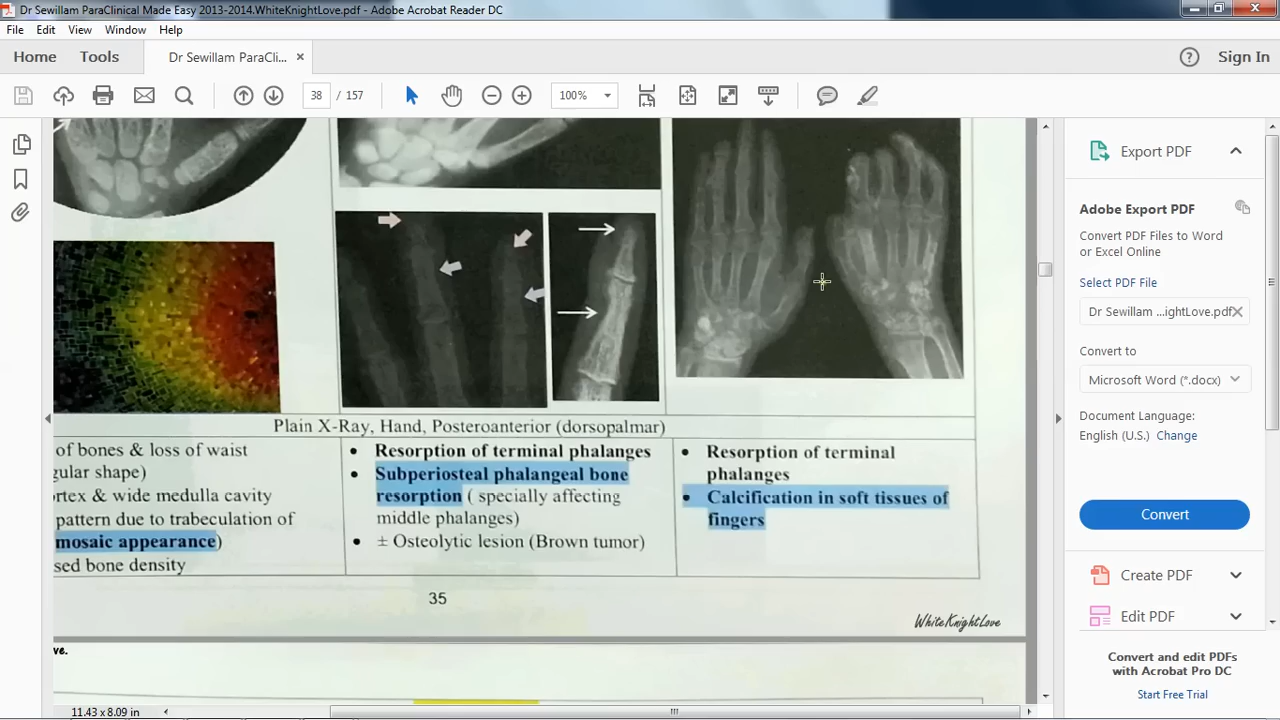 Dr Sewillam ParaClinical Made Easy 2013-2014.WhiteKnightLove.pdf - Adobe Acrobat Reader DC
File Edit View Window Help
Home Tools Dr Sewillam ParaCli... × Sign In
38 / 157 100%
Export PDF
Adobe Export PDF
Convert PDF Files to Word
or Excel Online
Select PDF File
Dr Sewillam ...ightLove.pdf
Convert to
Microsoft Word (*.docx)
Document Language:
English (U.S.) Change
Convert
Create PDF
Edit PDF
Convert and edit PDFs
with Acrobat Pro DC
Start Free Trial
Plain X-Ray, Hand, Posteroanterior (dorsopalmar)
of bones & loss of waist
gular shape)
rtex & wide medulla cavity
pattern due to trabeculation of
mosaic appearance)
sed bone density
• Resorption of terminal phalanges
• Subperiosteal phalangeal bone
resorption ( specially affecting
middle phalanges)
• ± Osteolytic lesion (Brown tumor)
• Resorption of terminal
phalanges
• Calcification in soft tissues of
fingers
35
WhiteKnightLove
ve.
11.43 x 8.09 in